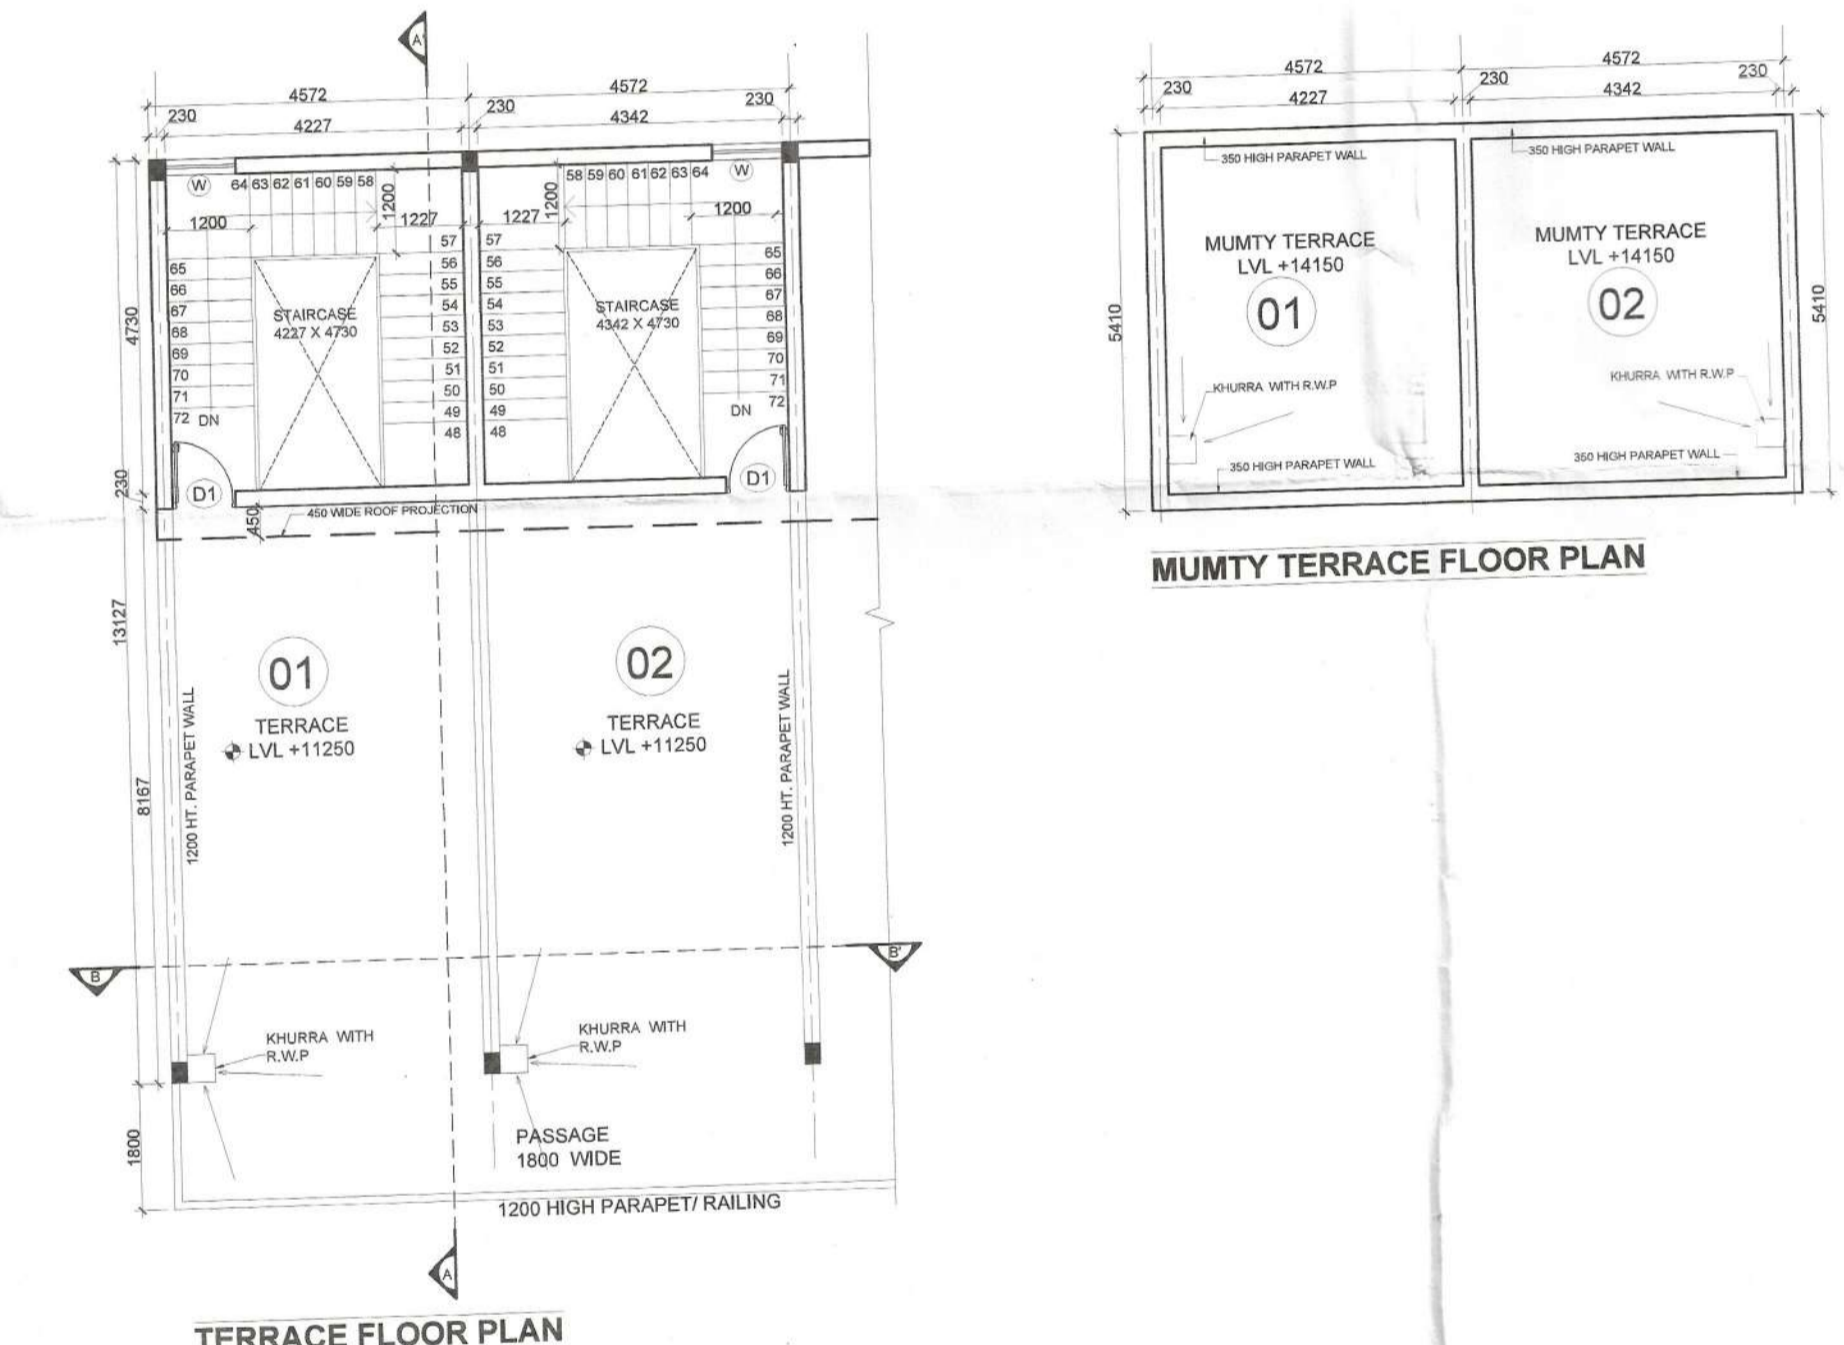 A'
4572
4572
230
230
230
4227
4342
W
64 63 62 61 60 59 58
1200
1200
1227
57
65
56
66
55
67
54
68
53
69
52
70
51
71
50
72
49
48
DN
STAIRCASE
4227 X 4730
58 59 60 61 62 63 64
W
1200
1227
1200
57
65
56
66
55
67
54
68
53
69
52
70
51
71
50
72
49
48
DN
STAIRCASE
4342 X 4730
D1
D1
4730
230
450
450 WIDE ROOF PROJECTION
13127
8167
1800
01
TERRACE
LVL +11250
02
TERRACE
LVL +11250
1200 HT. PARAPET WALL
1200 HT. PARAPET WALL
B
B'
KHURRA WITH
R.W.P
KHURRA WITH
R.W.P
PASSAGE
1800 WIDE
1200 HIGH PARAPET/ RAILING
A
TERRACE FLOOR PLAN
4572
4572
230
230
230
4227
4342
350 HIGH PARAPET WALL
350 HIGH PARAPET WALL
MUMTY TERRACE
LVL +14150
01
MUMTY TERRACE
LVL +14150
02
5410
5410
KHURRA WITH R.W.P
KHURRA WITH R.W.P
350 HIGH PARAPET WALL
350 HIGH PARAPET WALL
MUMTY TERRACE FLOOR PLAN